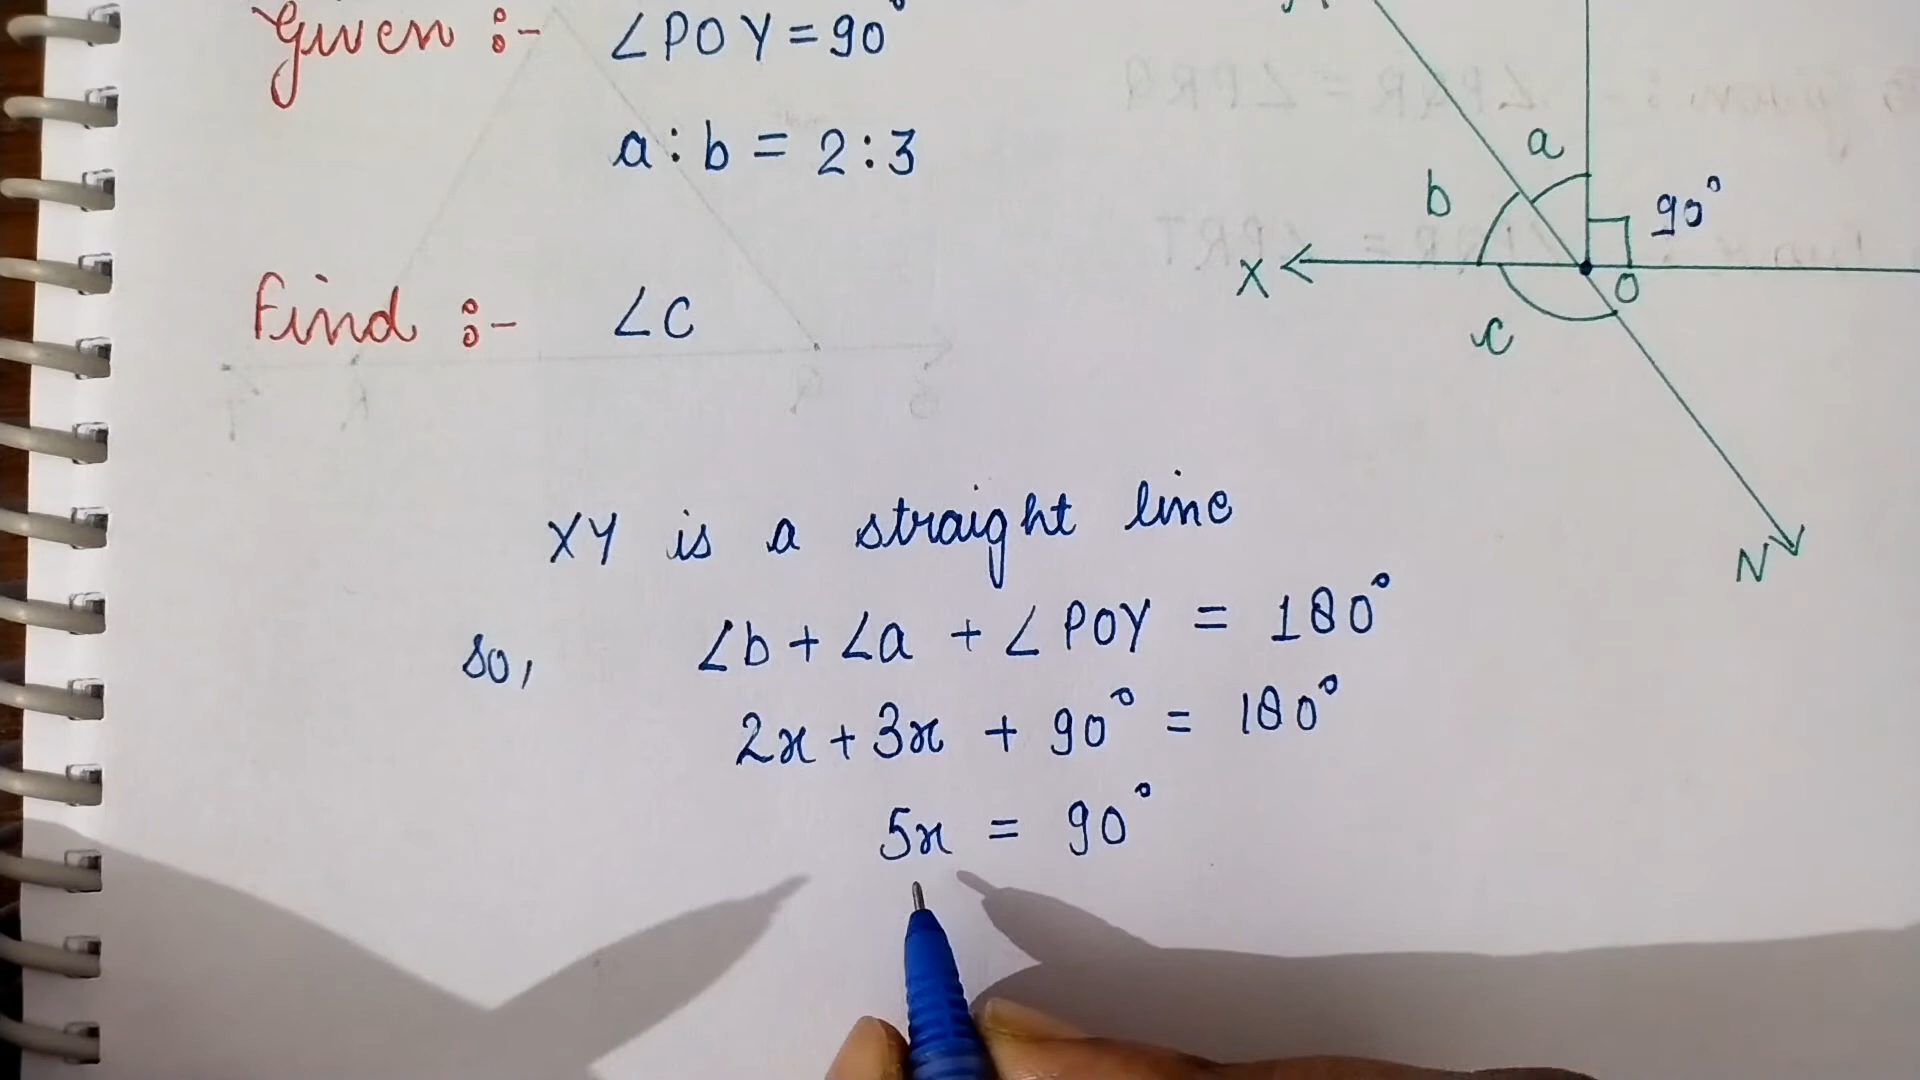 Given :- ∠POY = 90°
a : b = 2 : 3
Find :- ∠C
a
b
90°
X
O
c
N
XY is a straight line
so, ∠b + ∠a + ∠POY = 180°
2x + 3x + 90° = 180°
5x = 90°